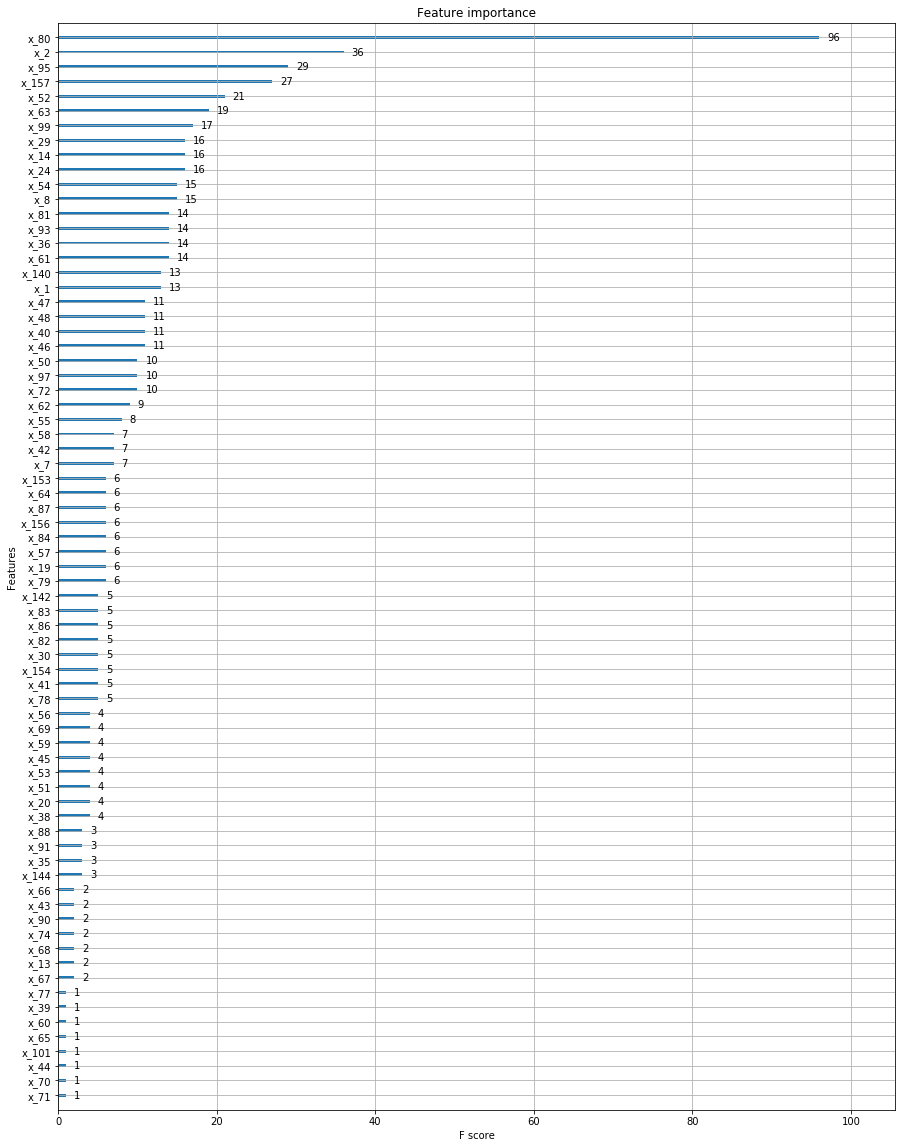 Feature importance
x_80 96
x_2 36
x_95 29
x_157 27
x_52 21
x_63 19
x_99 17
x_29 16
x_14 16
x_24 16
x_54 15
x_8 15
x_81 14
x_93 14
x_36 14
x_61 14
x_140 13
x_1 13
x_47 11
x_48 11
x_40 11
x_46 11
x_50 10
x_97 10
x_72 10
x_62 9
x_55 8
x_58 7
x_42 7
x_7 7
x_153 6
x_64 6
x_87 6
x_156 6
x_84 6
x_57 6
x_19 6
x_79 6
x_142 5
x_83 5
x_86 5
x_82 5
x_30 5
x_154 5
x_41 5
x_78 5
x_56 4
x_69 4
x_59 4
x_45 4
x_53 4
x_51 4
x_20 4
x_38 4
x_88 3
x_91 3
x_35 3
x_144 3
x_66 2
x_43 2
x_90 2
x_74 2
x_68 2
x_13 2
x_67 2
x_77 1
x_39 1
x_60 1
x_65 1
x_101 1
x_44 1
x_70 1
x_71 1
Features
0 20 40 60 80 100
F score